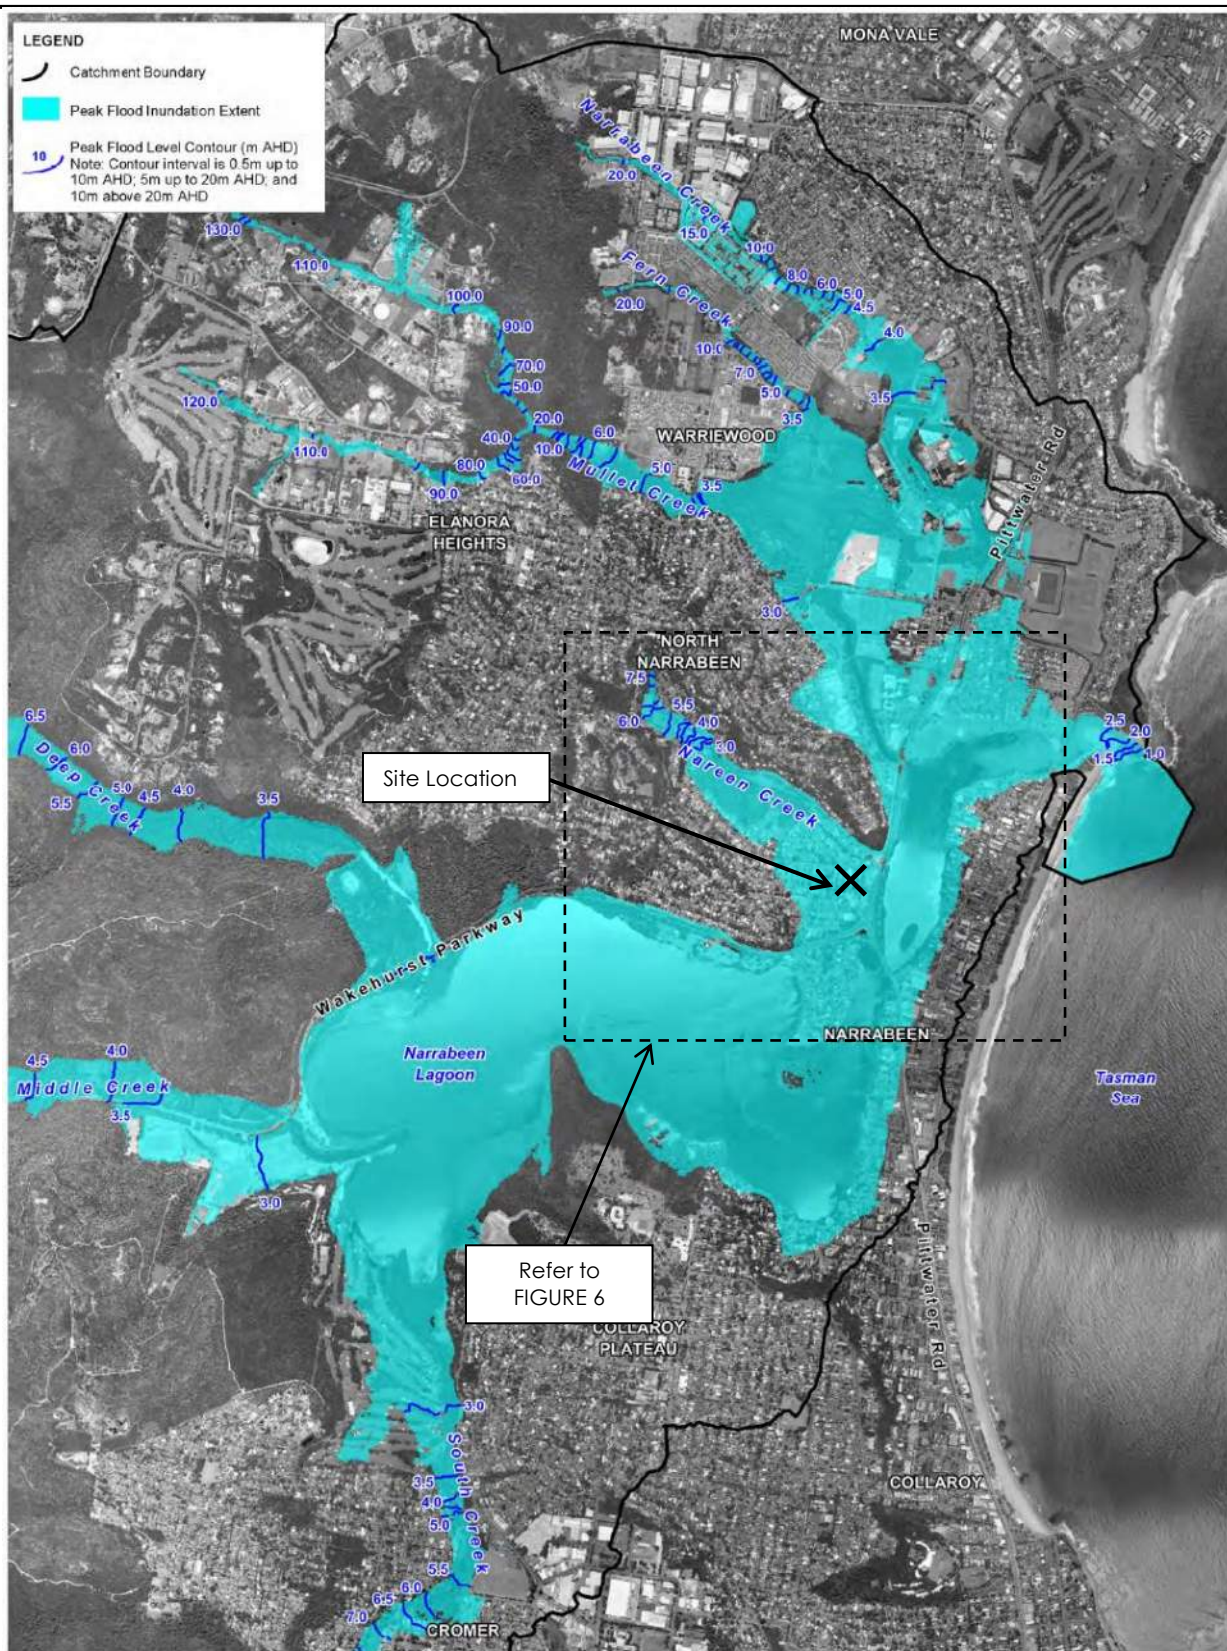 LEGEND
Catchment Boundary
Peak Flood Inundation Extent
10
Peak Flood Level Contour (m AHD)
Note: Contour interval is 0.5m up to
10m AHD; 5m up to 20m AHD; and
10m above 20m AHD
MONA VALE
Narrabeen Creek
20.0
15.0
10.0
8.0
6.0
5.0
4.5
4.0
3.5
130.0
110.0
100.0
90.0
70.0
50.0
20.0
Fern Creek
20.0
10.0
7.0
5.0
3.5
120.0
110.0
90.0
80.0
60.0
40.0
10.0
6.0
5.0
3.5
Mullet Creek
WARRIEWOOD
ELANORA
HEIGHTS
Pittwater Rd
3.0
NORTH
NARRABEEN
7.5
6.0
5.5
4.0
3.0
Nareen Creek
2.5
2.0
1.5
1.0
Site Location
6.5
6.0
5.5
5.0
4.5
4.0
3.5
Deep Creek
Wakehurst Parkway
NARRABEEN
Narrabeen
Lagoon
Tasman
Sea
4.5
4.0
Middle Creek
3.5
3.0
Refer to
FIGURE 6
COLLAROY
PLATEAU
Pittwater Rd
3.0
South Creek
3.5
4.0
5.0
5.5
6.0
6.5
7.0
COLLAROY
CROMER